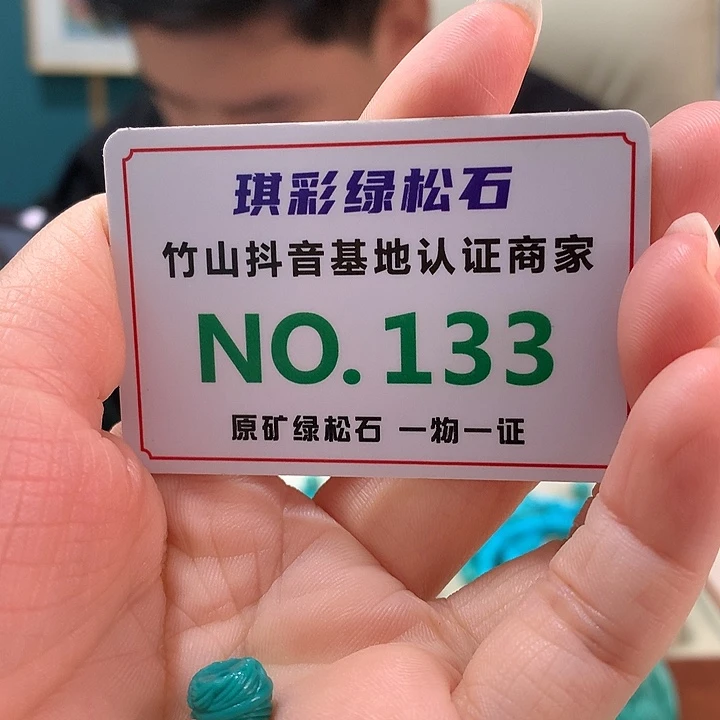 琪彩绿松石
竹山抖音基地认证商家
NO.133
原矿绿松石 一物一证